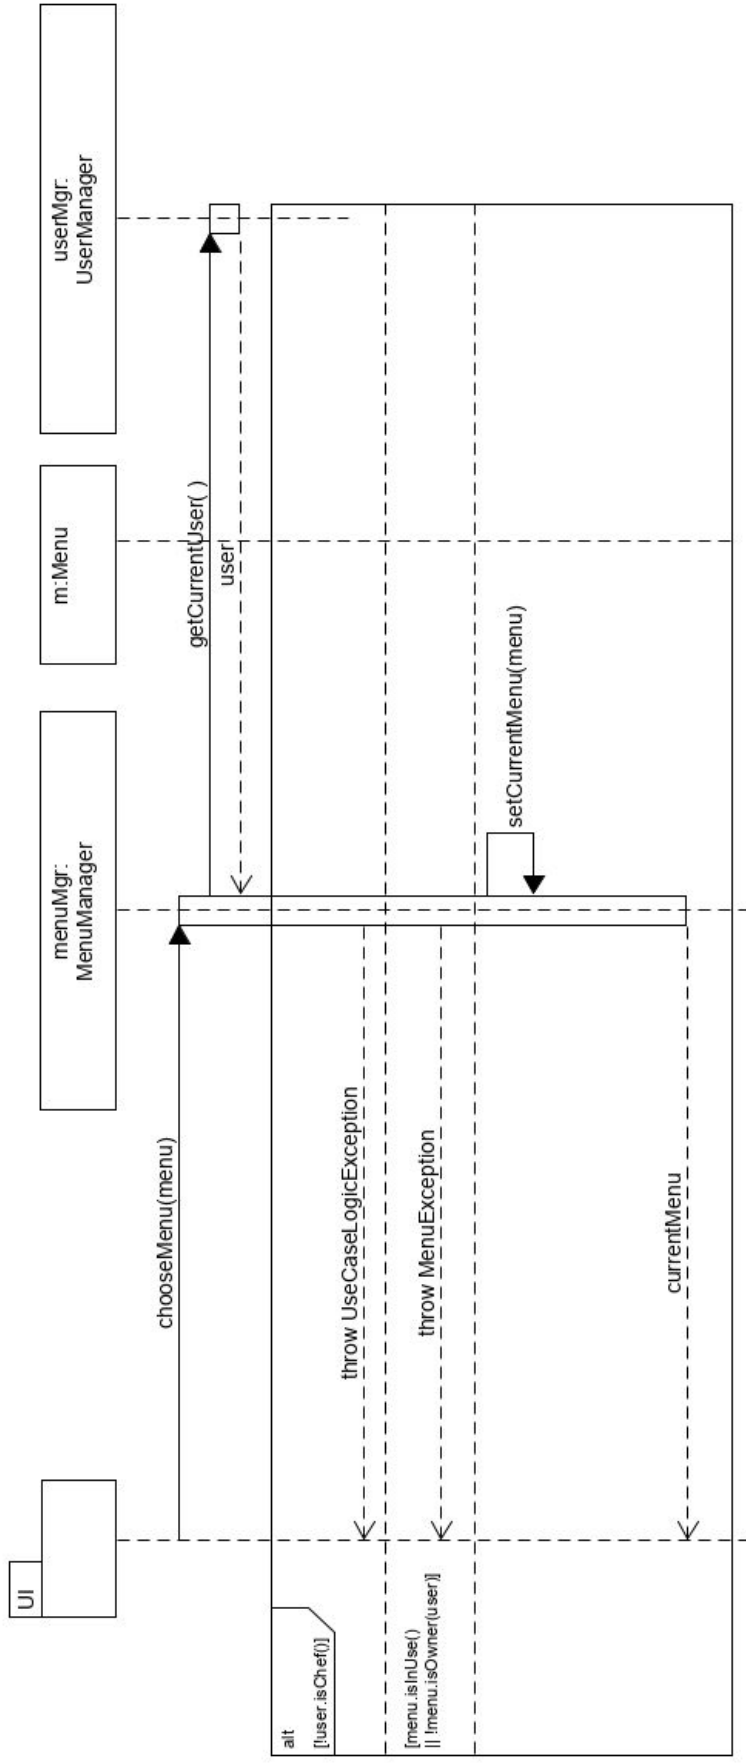 UI
menuMgr:
MenuManager
m:Menu
userMgr:
UserManager
chooseMenu(menu)
getCurrentUser( )
user
alt
[!user.isChef()]
throw UseCaseLogicException
[menu.isInUse()
|| !menu.isOwner(user)]
throw MenuException
setCurrentMenu(menu)
currentMenu